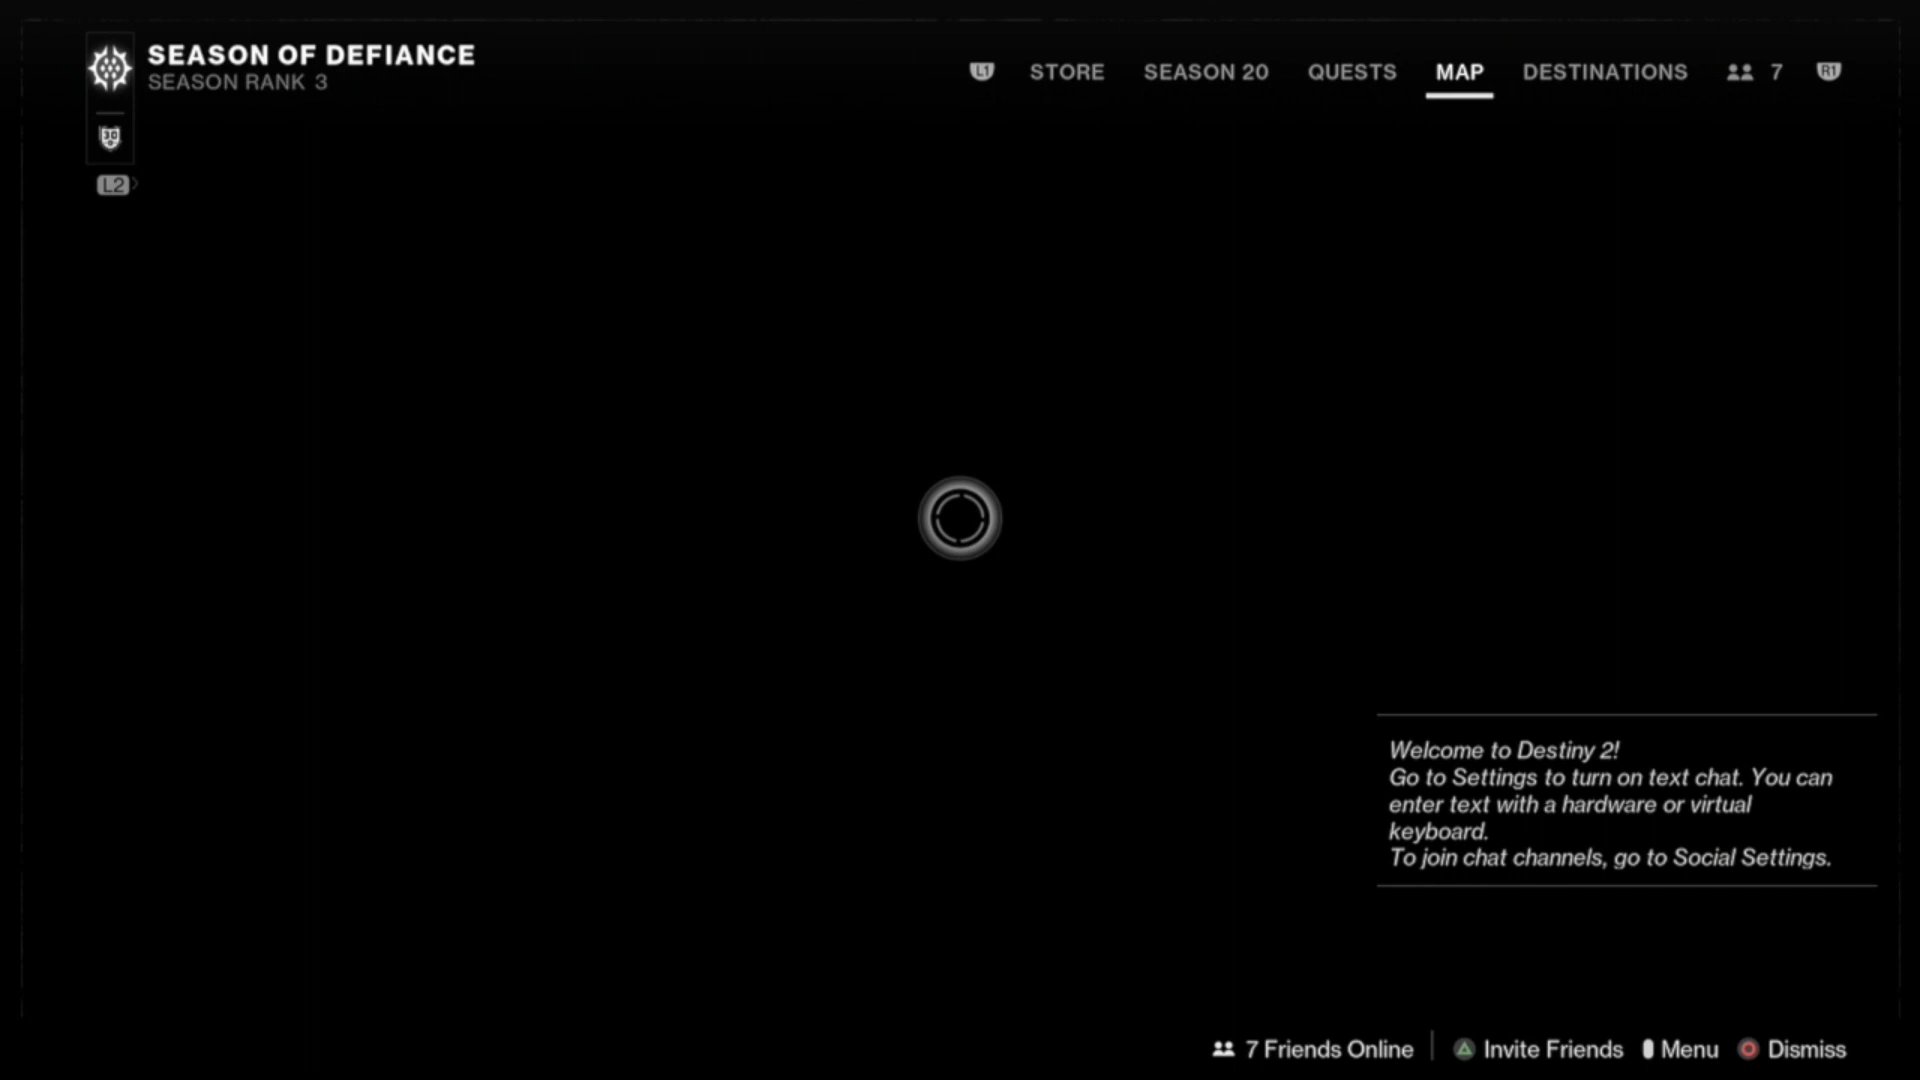 SEASON OF DEFIANCE
SEASON RANK 3
L1 STORE SEASON 20 QUESTS MAP DESTINATIONS 7 R1
30
L2
Welcome to Destiny 2!
Go to Settings to turn on text chat. You can
enter text with a hardware or virtual
keyboard.
To join chat channels, go to Social Settings.
7 Friends Online Invite Friends Menu Dismiss